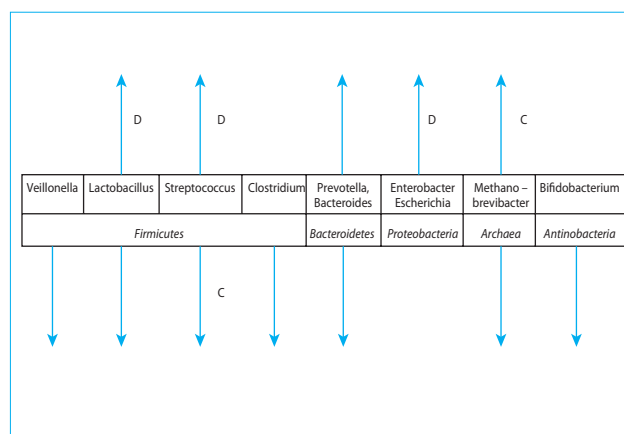 D
D
D
C
Veillonella
Lactobacillus
Streptococcus
Clostridium
Prevotella,
Bacteroides
Enterobacter
Escherichia
Methano –
brevibacter
Bifidobacterium
Firmicutes
Bacteroidetes
Proteobacteria
Archaea
Antinobacteria
C